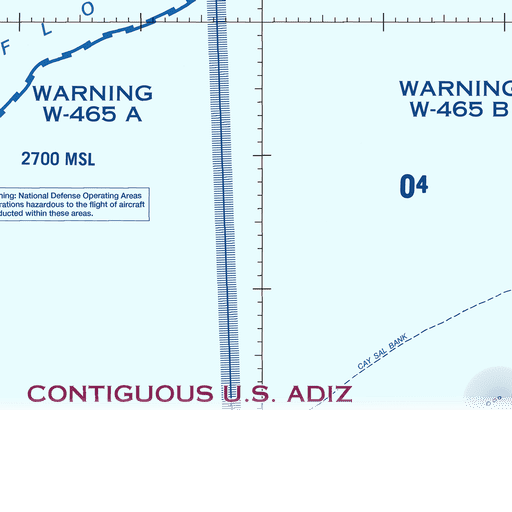 F L O
WARNING
W-465 A
WARNING
W-465 B
2700 MSL
04
ning: National Defense Operating Areas
rations hazardous to the flight of aircraft
ducted within these areas.
CAY SAL BANK
CONTIGUOUS U.S. ADIZ